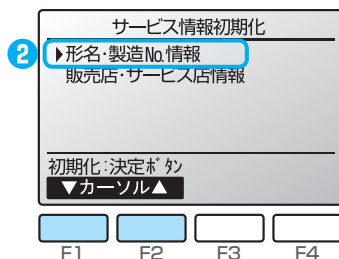 サービス情報初期化
2
▶形名・製造No.情報
販売店・サービス店情報
初期化:決定ボタン
▼カーソル▲
F1 F2 F3 F4